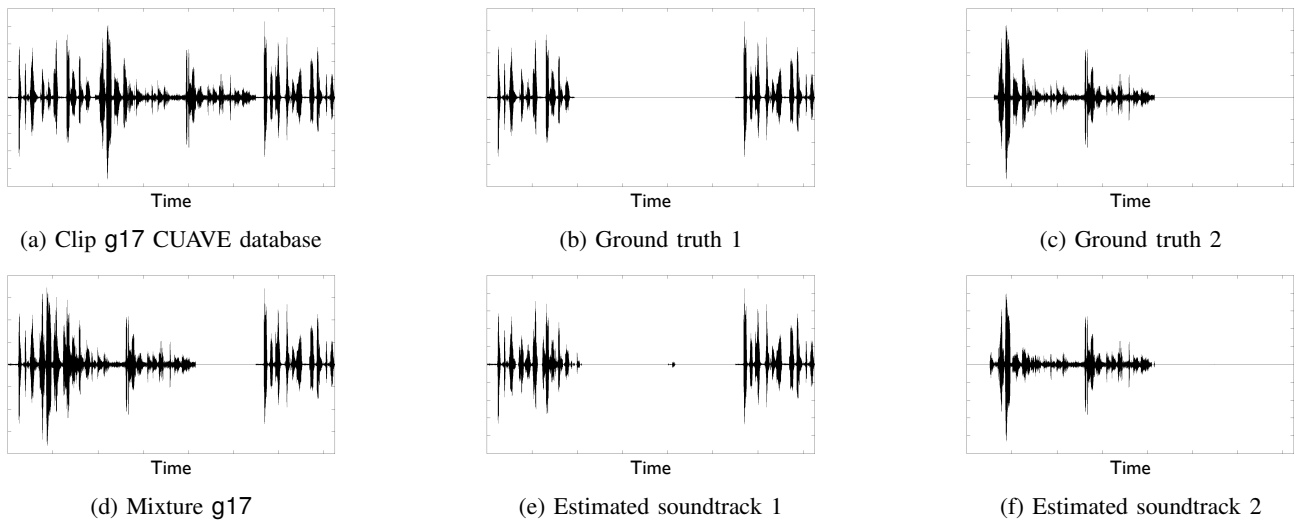 Time
Time
Time
(a) Clip g17 CUAVE database
(b) Ground truth 1
(c) Ground truth 2
Time
Time
Time
(d) Mixture g17
(e) Estimated soundtrack 1
(f) Estimated soundtrack 2